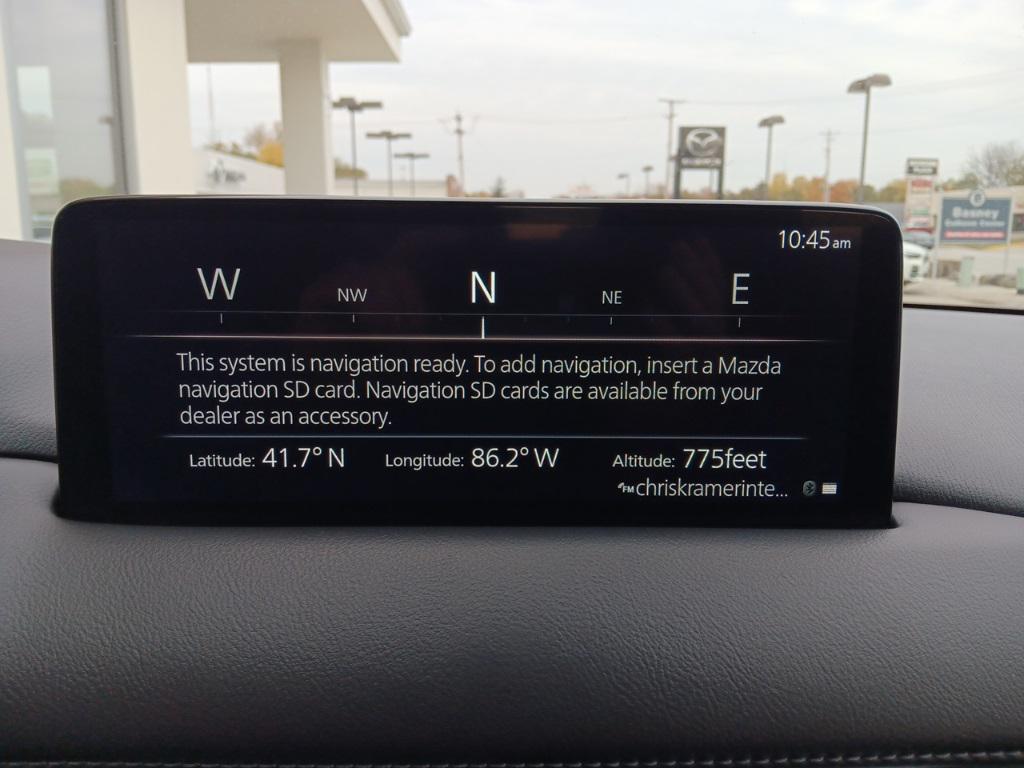 10:45am
W NW N NE E
This system is navigation ready. To add navigation, insert a Mazda
navigation SD card. Navigation SD cards are available from your
dealer as an accessory.
Latitude: 41.7° N Longitude: 86.2° W Altitude: 775feet
FM chriskramerinte...
Basney